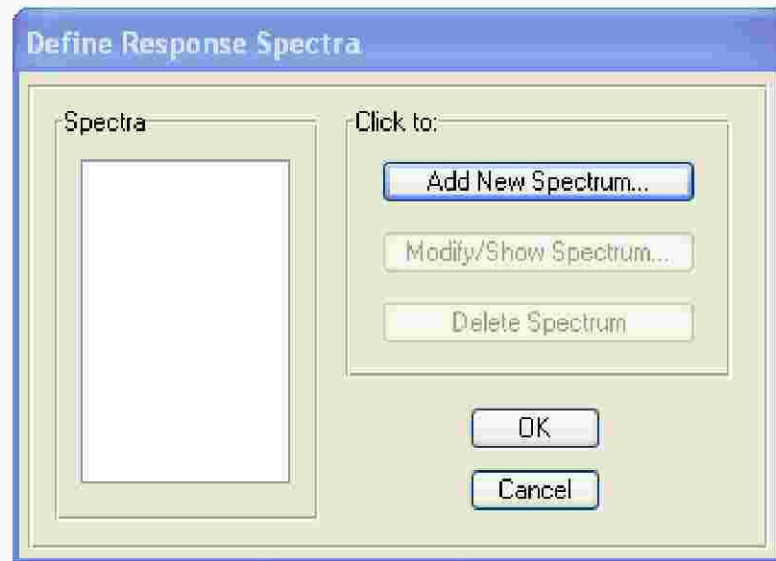 Define Response Spectra
Spectra
Click to:
Add New Spectrum...
Modify/Show Spectrum...
Delete Spectrum
OK
Cancel